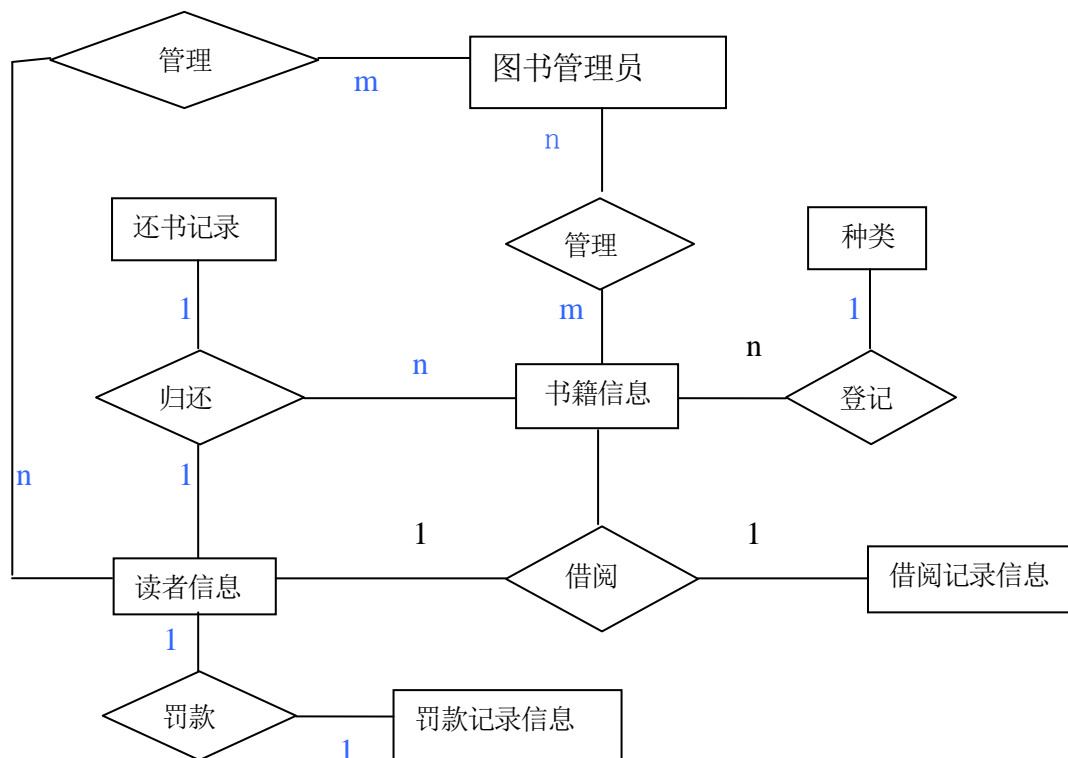 管理
图书管理员
m
n
还书记录
管理
种类
1
m
1
n
n
归还
书籍信息
登记
n
1
1
1
读者信息
借阅
借阅记录信息
1
罚款
罚款记录信息
1